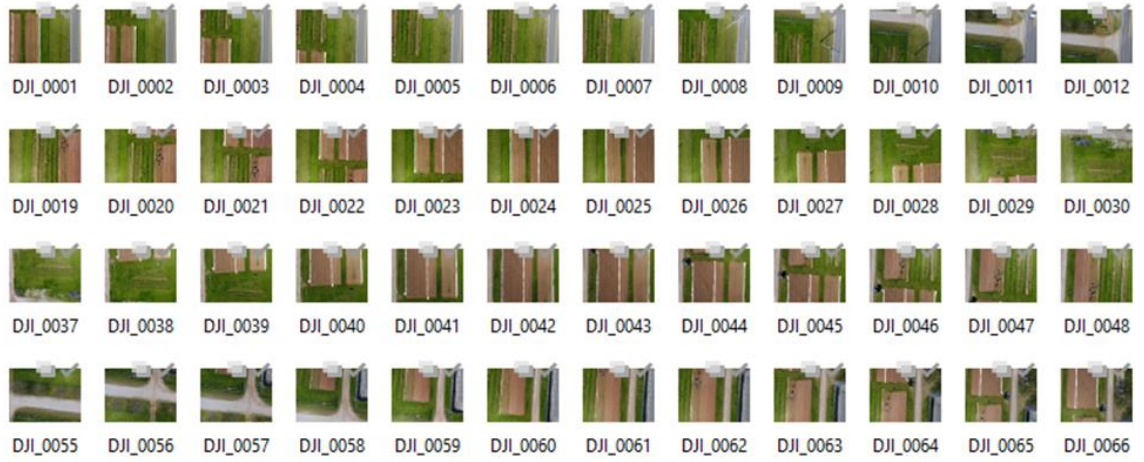 DJI_0001 DJI_0002 DJI_0003 DJI_0004 DJI_0005 DJI_0006 DJI_0007 DJI_0008 DJI_0009 DJI_0010 DJI_0011 DJI_0012
DJI_0019 DJI_0020 DJI_0021 DJI_0022 DJI_0023 DJI_0024 DJI_0025 DJI_0026 DJI_0027 DJI_0028 DJI_0029 DJI_0030
DJI_0037 DJI_0038 DJI_0039 DJI_0040 DJI_0041 DJI_0042 DJI_0043 DJI_0044 DJI_0045 DJI_0046 DJI_0047 DJI_0048
DJI_0055 DJI_0056 DJI_0057 DJI_0058 DJI_0059 DJI_0060 DJI_0061 DJI_0062 DJI_0063 DJI_0064 DJI_0065 DJI_0066